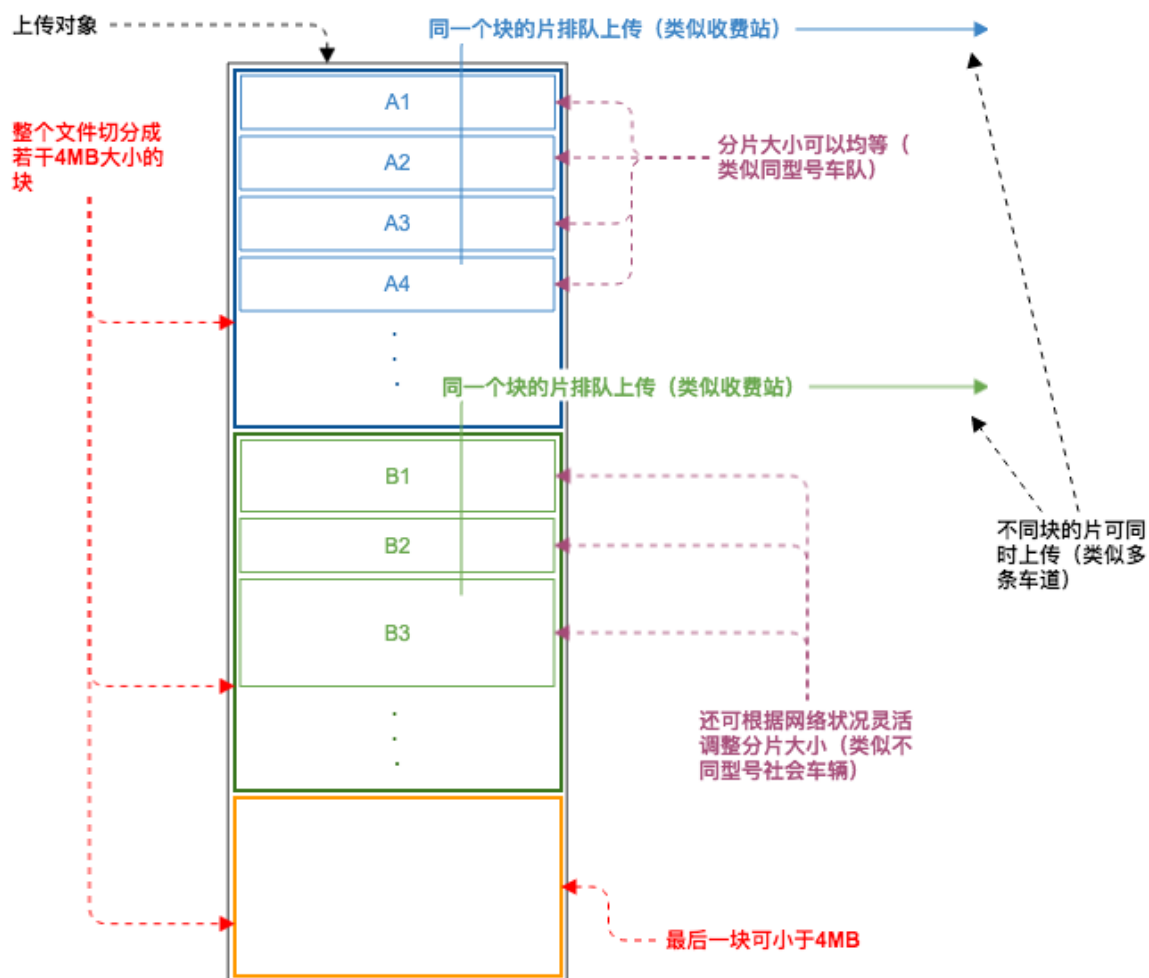 上传对象
同一个块的片排队上传（类似收费站）
A1
整个文件切分成
若干4MB大小的
块
A2
分片大小可以均等（
类似同型号车队）
A3
A4
同一个块的片排队上传（类似收费站）
B1
B2
不同块的片可同
时上传（类似多
条车道）
B3
还可根据网络状况灵活
调整分片大小（类似不
同型号社会车辆）
最后一块可小于4MB